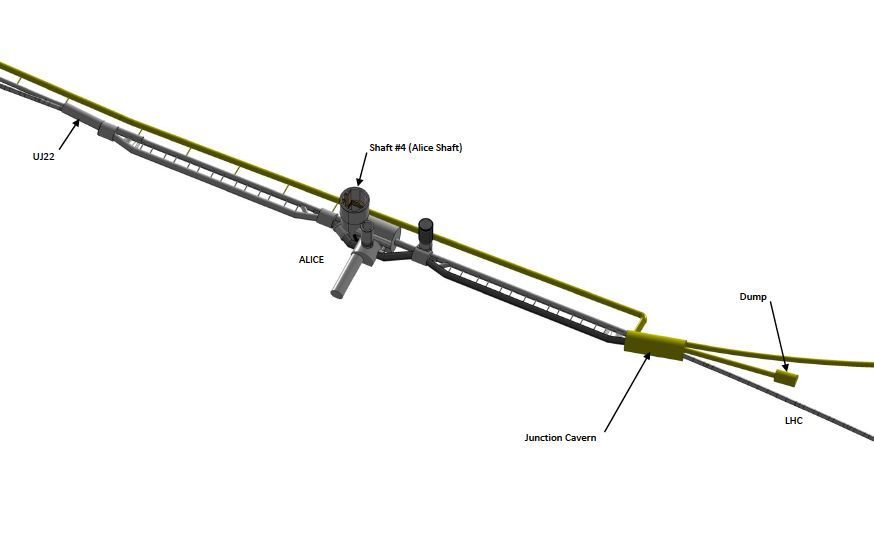 Shaft #4 (Alice Shaft)
UJ22
ALICE
Dump
LHC
Junction Cavern